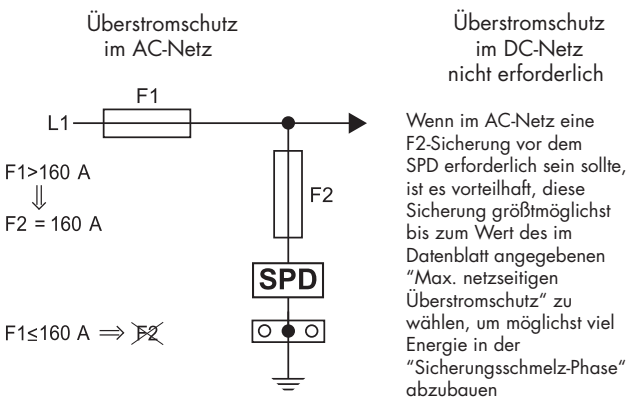 Überstromschutz
im AC-Netz
Überstromschutz
im DC-Netz
nicht erforderlich
F1
L1
F1>160 A
⇓
F2 = 160 A
F2
SPD
F1≤160 A ⇒ F2
Wenn im AC-Netz eine
F2-Sicherung vor dem
SPD erforderlich sein sollte,
ist es vorteilhaft, diese
Sicherung größtmöglichst
bis zum Wert des im
Datenblatt angegebenen
"Max. netzseitigen
Überstromschutz" zu
wählen, um möglichst viel
Energie in der
"Sicherungsschmelz-Phase"
abzubauen